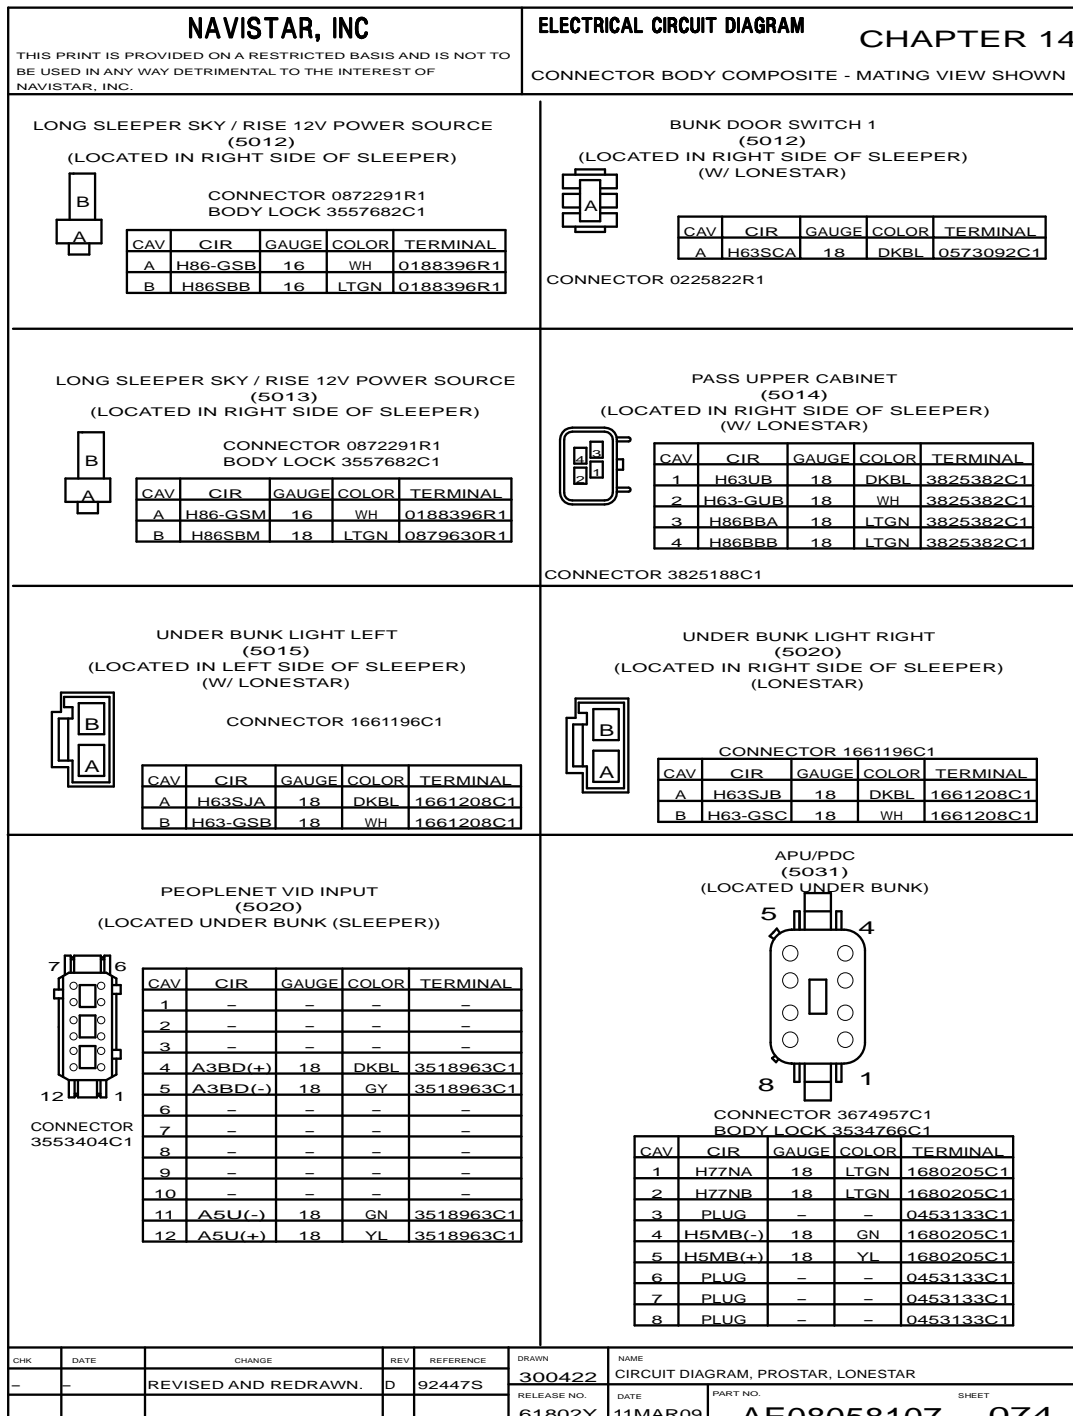 NAVISTAR, INC
THIS PRINT IS PROVIDED ON A RESTRICTED BASIS AND IS NOT TO
BE USED IN ANY WAY DETRIMENTAL TO THE INTEREST OF
NAVISTAR, INC.
ELECTRICAL CIRCUIT DIAGRAM
CHAPTER 14
CONNECTOR BODY COMPOSITE - MATING VIEW SHOWN
LONG SLEEPER SKY / RISE 12V POWER SOURCE
(5012)
(LOCATED IN RIGHT SIDE OF SLEEPER)
B
A
CONNECTOR 0872291R1
BODY LOCK 3557682C1
CAV CIR GAUGE COLOR TERMINAL
A H86-GSB 16 WH 0188396R1
B H86SBB 16 LTGN 0188396R1
BUNK DOOR SWITCH 1
(5012)
(LOCATED IN RIGHT SIDE OF SLEEPER)
(W/ LONESTAR)
A
CAV CIR GAUGE COLOR TERMINAL
A H63SCA 18 DKBL 0573092C1
CONNECTOR 0225822R1
LONG SLEEPER SKY / RISE 12V POWER SOURCE
(5013)
(LOCATED IN RIGHT SIDE OF SLEEPER)
B
A
CONNECTOR 0872291R1
BODY LOCK 3557682C1
CAV CIR GAUGE COLOR TERMINAL
A H86-GSM 16 WH 0188396R1
B H86SBM 18 LTGN 0879630R1
PASS UPPER CABINET
(5014)
(LOCATED IN RIGHT SIDE OF SLEEPER)
(W/ LONESTAR)
4 3
2 1
CAV CIR GAUGE COLOR TERMINAL
1 H63UB 18 DKBL 3825382C1
2 H63-GUB 18 WH 3825382C1
3 H86BBA 18 LTGN 3825382C1
4 H86BBB 18 LTGN 3825382C1
CONNECTOR 3825188C1
UNDER BUNK LIGHT LEFT
(5015)
(LOCATED IN LEFT SIDE OF SLEEPER)
(W/ LONESTAR)
B
A
CONNECTOR 1661196C1
CAV CIR GAUGE COLOR TERMINAL
A H63SJA 18 DKBL 1661208C1
B H63-GSB 18 WH 1661208C1
UNDER BUNK LIGHT RIGHT
(5020)
(LOCATED IN RIGHT SIDE OF SLEEPER)
(LONESTAR)
B
A
CONNECTOR 1661196C1
CAV CIR GAUGE COLOR TERMINAL
A H63SJB 18 DKBL 1661208C1
B H63-GSC 18 WH 1661208C1
PEOPLENET VID INPUT
(5020)
(LOCATED UNDER BUNK (SLEEPER))
7 6
12 1
CONNECTOR
3553404C1
CAV CIR GAUGE COLOR TERMINAL
1 – – – –
2 – – – –
3 – – – –
4 A3BD(+) 18 DKBL 3518963C1
5 A3BD(-) 18 GY 3518963C1
6 – – – –
7 – – – –
8 – – – –
9 – – – –
10 – – – –
11 A5U(-) 18 GN 3518963C1
12 A5U(+) 18 YL 3518963C1
APU/PDC
(5031)
(LOCATED UNDER BUNK)
5 4
8 1
CONNECTOR 3674957C1
BODY LOCK 3534766C1
CAV CIR GAUGE COLOR TERMINAL
1 H77NA 18 LTGN 1680205C1
2 H77NB 18 LTGN 1680205C1
3 PLUG – – 0453133C1
4 H5MB(-) 18 GN 1680205C1
5 H5MB(+) 18 YL 1680205C1
6 PLUG – – 0453133C1
7 PLUG – – 0453133C1
8 PLUG – – 0453133C1
CHK DATE CHANGE REV REFERENCE
– – REVISED AND REDRAWN. D 92447S
DRAWN
300422
NAME
CIRCUIT DIAGRAM, PROSTAR, LONESTAR
RELEASE NO.
61802Y
DATE
11MAR09
PART NO.
AE08058107
SHEET
074